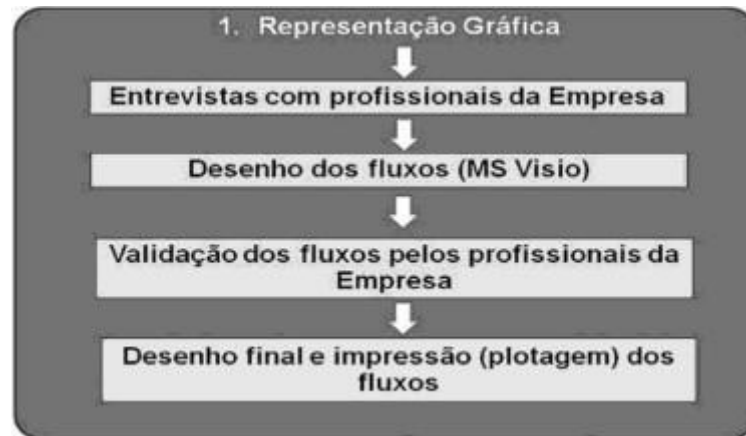 1. Representação Gráfica
Entrevistas com profissionais da Empresa
Desenho dos fluxos (MS Visio)
Validação dos fluxos pelos profissionais da
Empresa
Desenho final e impressão (plotagem) dos
fluxos